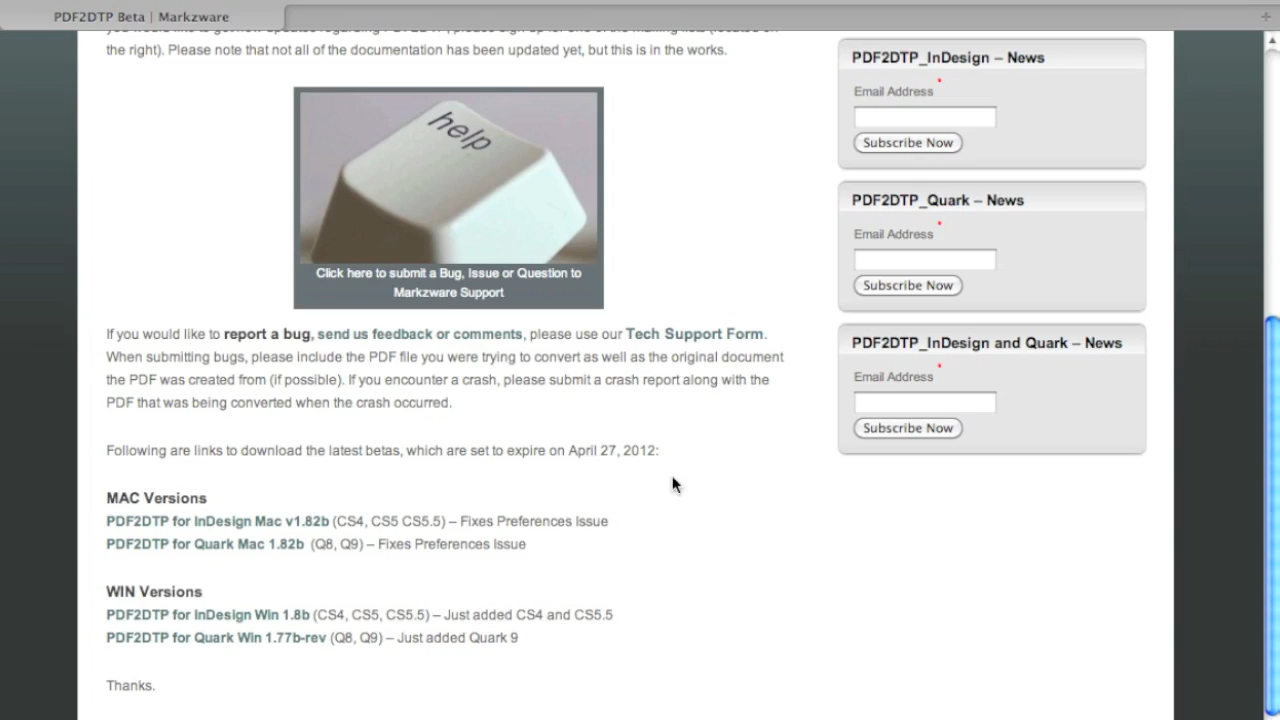 PDF2DTP Beta | Markzware
the right). Please note that not all of the documentation has been updated yet, but this is in the works.
help
Click here to submit a Bug, Issue or Question to
Markzware Support
If you would like to report a bug, send us feedback or comments, please use our Tech Support Form.
When submitting bugs, please include the PDF file you were trying to convert as well as the original document
the PDF was created from (if possible). If you encounter a crash, please submit a crash report along with the
PDF that was being converted when the crash occurred.
Following are links to download the latest betas, which are set to expire on April 27, 2012:
MAC Versions
PDF2DTP for InDesign Mac v1.82b (CS4, CS5 CS5.5) – Fixes Preferences Issue
PDF2DTP for Quark Mac 1.82b (Q8, Q9) – Fixes Preferences Issue
WIN Versions
PDF2DTP for InDesign Win 1.8b (CS4, CS5, CS5.5) – Just added CS4 and CS5.5
PDF2DTP for Quark Win 1.77b-rev (Q8, Q9) – Just added Quark 9
Thanks.
PDF2DTP_InDesign – News
Email Address *
Subscribe Now
PDF2DTP_Quark – News
Email Address *
Subscribe Now
PDF2DTP_InDesign and Quark – News
Email Address *
Subscribe Now